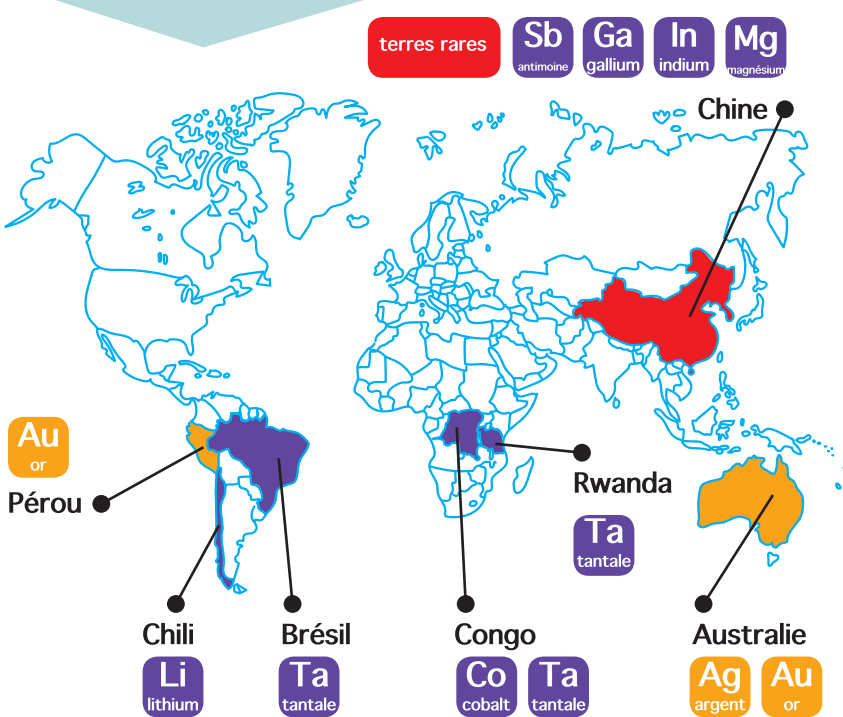 terres rares
Sb
antimoine
Ga
gallium
In
indium
Mg
magnésium
Chine
Au
or
Pérou
Rwanda
Ta
tantale
Chili
Li
lithium
Brésil
Ta
tantale
Congo
Co
cobalt
Ta
tantale
Australie
Ag
argent
Au
or